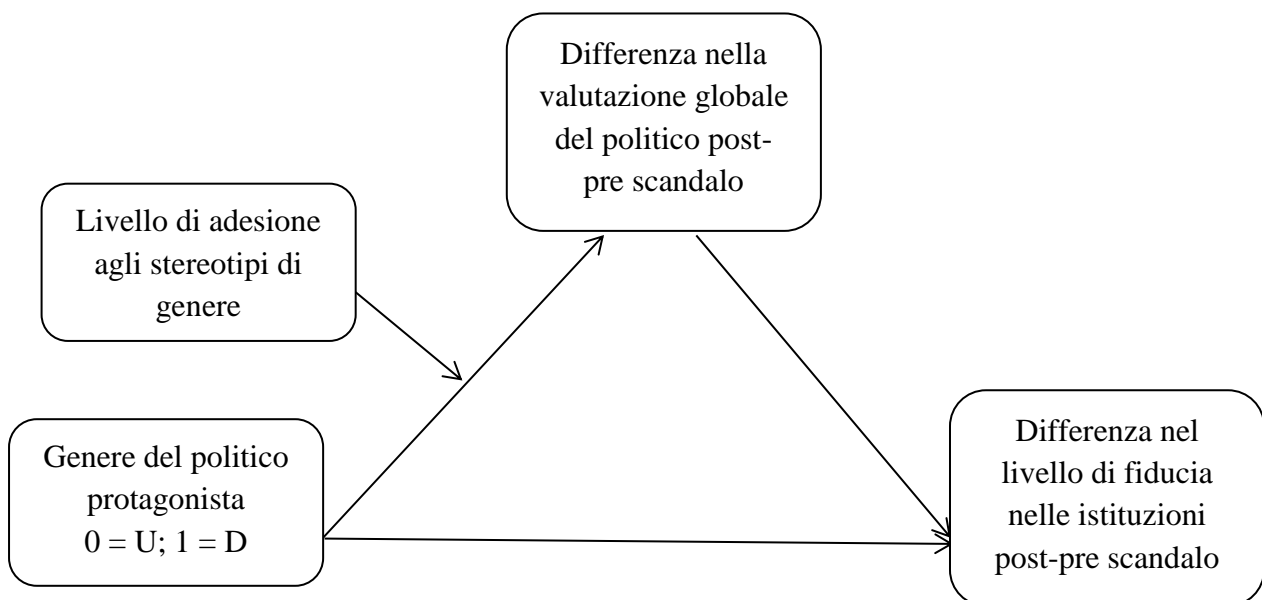 Differenza nella
valutazione globale
del politico post-
pre scandalo
Livello di adesione
agli stereotipi di
genere
Genere del politico
protagonista
0 = U; 1 = D
Differenza nel
livello di fiducia
nelle istituzioni
post-pre scandalo